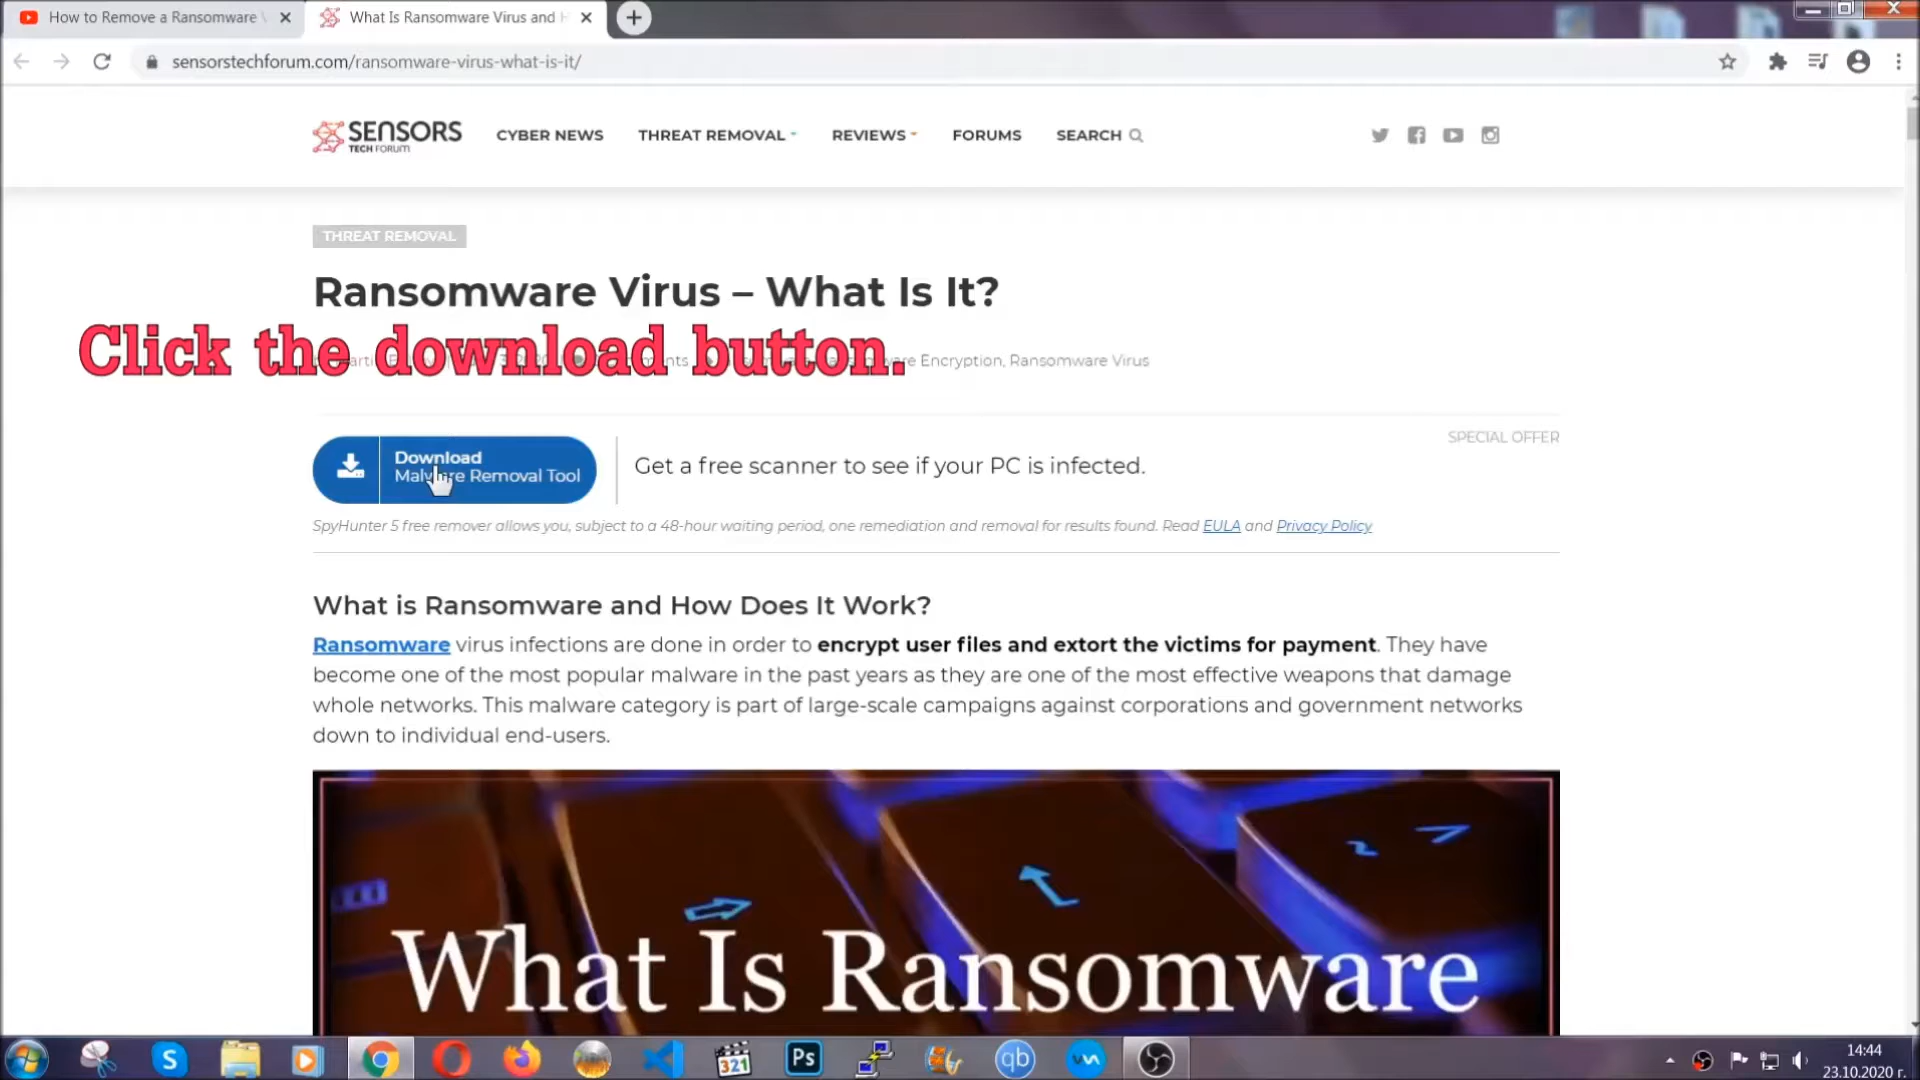 How to Remove a Ransomware
What Is Ransomware Virus and
sensorstechforum.com/ransomware-virus-what-is-it/
SENSORS
TECH FORUM
CYBER NEWS
THREAT REMOVAL
REVIEWS
FORUMS
SEARCH
THREAT REMOVAL
Ransomware Virus – What Is It?
Click the download button.
Encryption, Ransomware Virus
SPECIAL OFFER
Download
Malware Removal Tool
Get a free scanner to see if your PC is infected.
SpyHunter 5 free remover allows you, subject to a 48-hour waiting period, one remediation and removal for results found. Read EULA and Privacy Policy
What is Ransomware and How Does It Work?
Ransomware virus infections are done in order to encrypt user files and extort the victims for payment. They have
become one of the most popular malware in the past years as they are one of the most effective weapons that damage
whole networks. This malware category is part of large-scale campaigns against corporations and government networks
down to individual end-users.
What Is Ransomware
S
321
Ps
qb
14:44
23.10.2020 г.